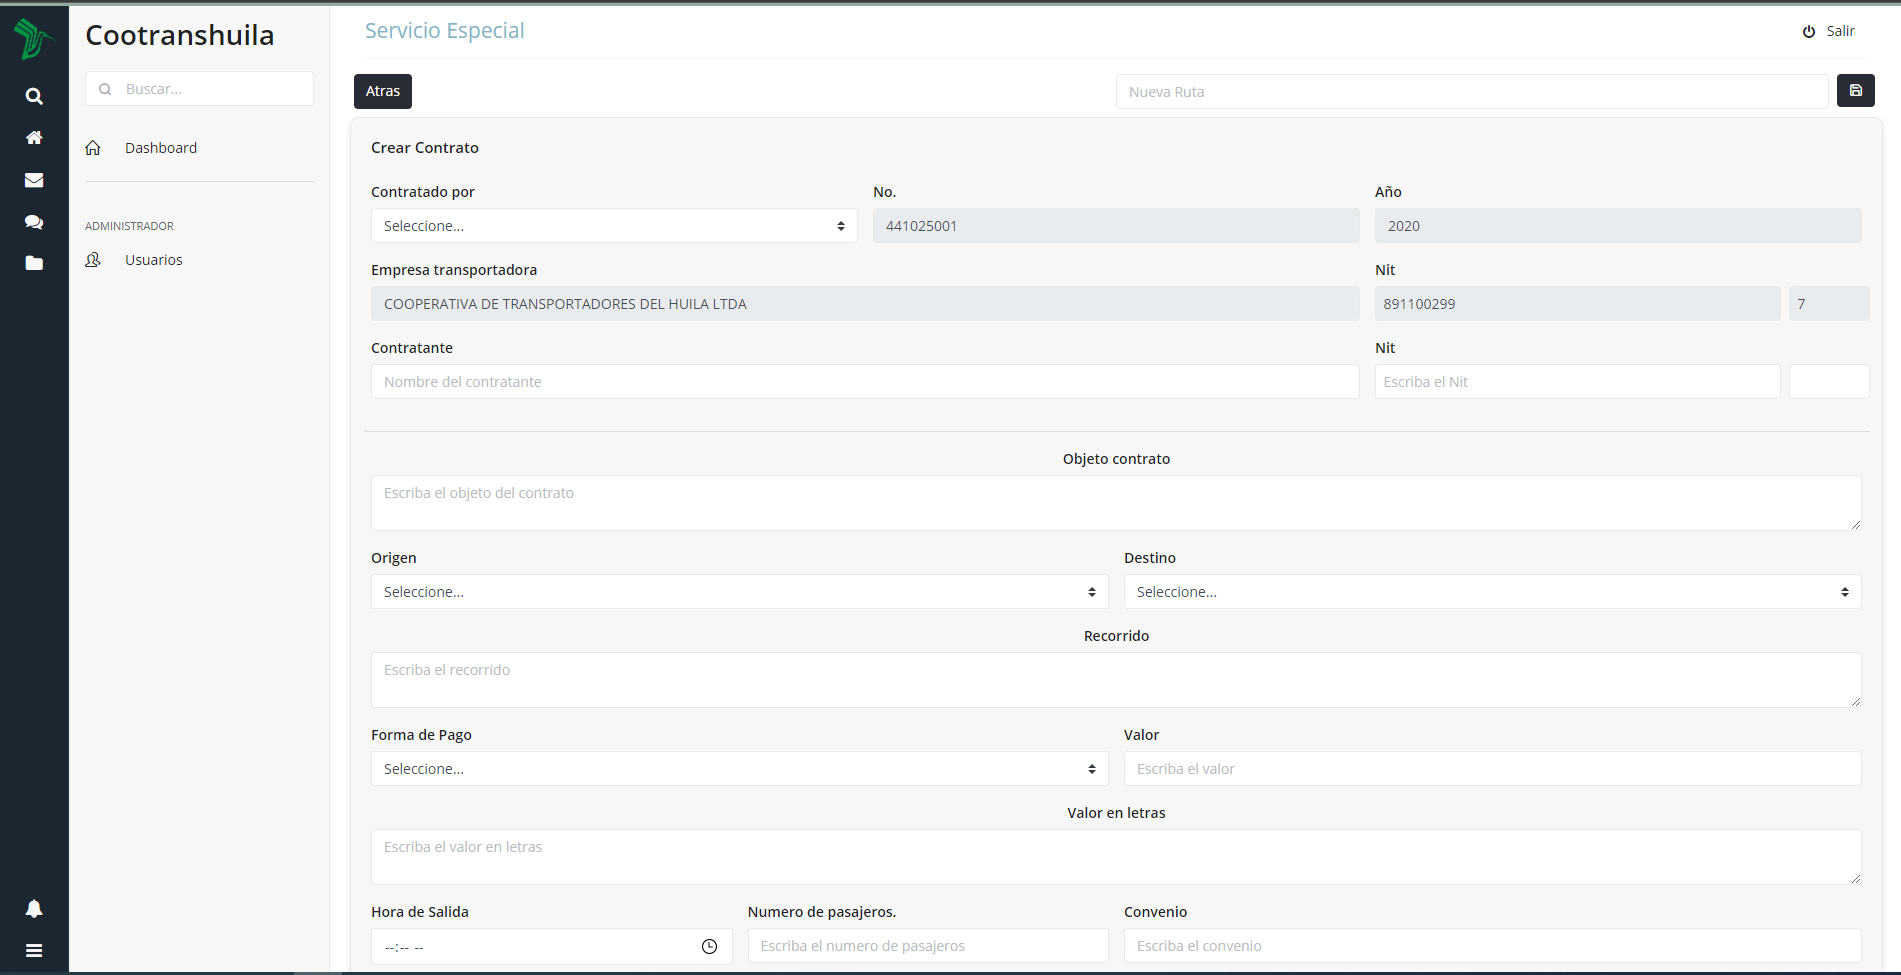 Cootranshuila
Buscar...
Dashboard
ADMINISTRADOR
Usuarios
Servicio Especial
Salir
Atras
Nueva Ruta
Crear Contrato
Contratado por
No.
Año
Seleccione...
441025001
2020
Empresa transportadora
Nit
COOPERATIVA DE TRANSPORTADORES DEL HUILA LTDA
891100299
7
Contratante
Nit
Nombre del contratante
Escriba el Nit
Objeto contrato
Escriba el objeto del contrato
Origen
Destino
Seleccione...
Seleccione...
Recorrido
Escriba el recorrido
Forma de Pago
Valor
Seleccione...
Escriba el valor
Valor en letras
Escriba el valor en letras
Hora de Salida
Numero de pasajeros.
Convenio
--:-- --
Escriba el numero de pasajeros
Escriba el convenio